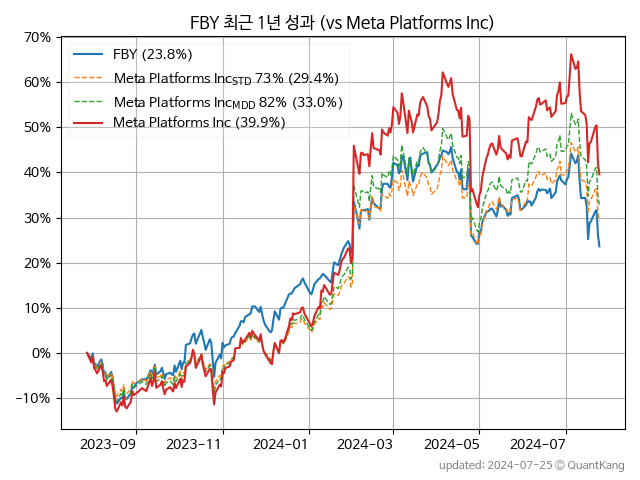 FBY 최근 1년 성과 (vs Meta Platforms Inc)
70%
60%
50%
40%
30%
20%
10%
0%
−10%
FBY (23.8%)
Meta Platforms IncSTD 73% (29.4%)
Meta Platforms IncMDD 82% (33.0%)
Meta Platforms Inc (39.9%)
2023-09
2023-11
2024-01
2024-03
2024-05
2024-07
updated: 2024-07-25 © QuantKang